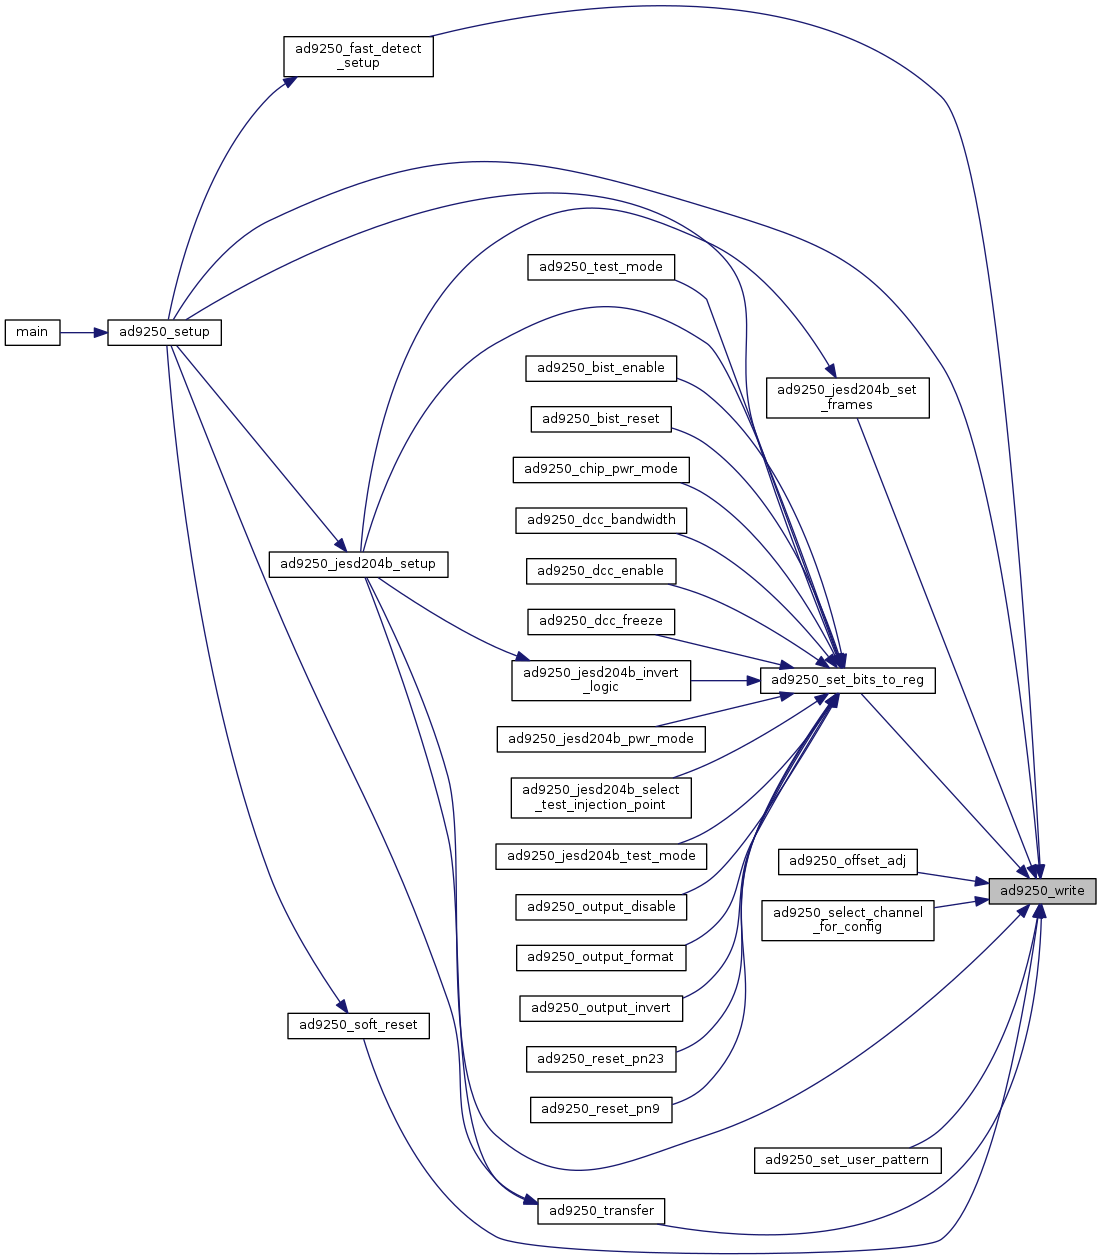 ad9250_fast_detect
_setup
ad9250_test_mode
main
ad9250_setup
ad9250_bist_enable
ad9250_jesd204b_set
_frames
ad9250_bist_reset
ad9250_chip_pwr_mode
ad9250_dcc_bandwidth
ad9250_jesd204b_setup
ad9250_dcc_enable
ad9250_dcc_freeze
ad9250_jesd204b_invert
_logic
ad9250_set_bits_to_reg
ad9250_jesd204b_pwr_mode
ad9250_jesd204b_select
_test_injection_point
ad9250_jesd204b_test_mode
ad9250_offset_adj
ad9250_write
ad9250_output_disable
ad9250_select_channel
_for_config
ad9250_output_format
ad9250_output_invert
ad9250_soft_reset
ad9250_reset_pn23
ad9250_reset_pn9
ad9250_set_user_pattern
ad9250_transfer